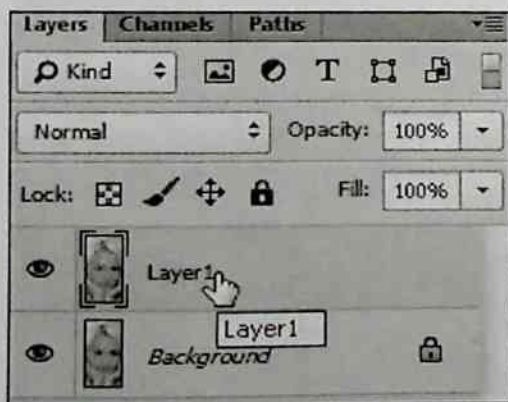 Layers Channels Paths
Kind T
Normal Opacity: 100%
Lock: Fill: 100%
Layer1
Layer1
Background